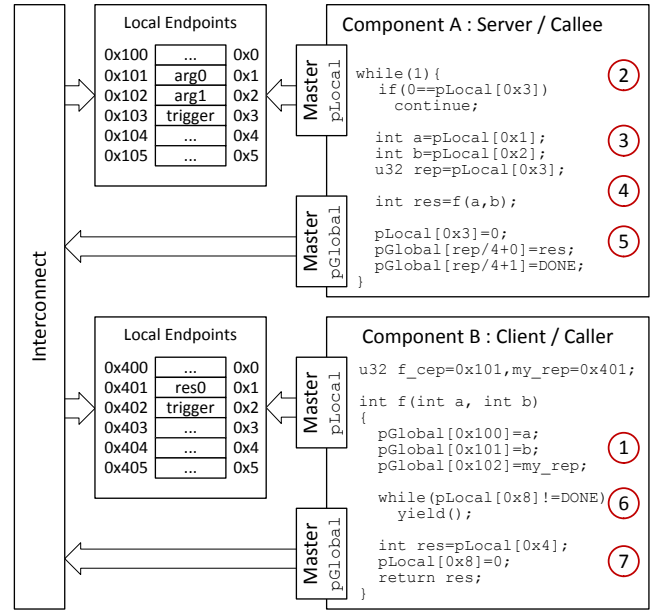 Interconnect
Local Endpoints
0x100 ... 0x0
0x101 arg0 0x1
0x102 arg1 0x2
0x103 trigger 0x3
0x104 ... 0x4
0x105 ... 0x5
Master
pLocal
Master
pGlobal
Component A : Server / Callee
while(1){
if(0==pLocal[0x3])
continue;
2
int a=pLocal[0x1];
int b=pLocal[0x2];
u32 rep=pLocal[0x3];
3
int res=f(a,b);
4
pLocal[0x3]=0;
pGlobal[rep/4+0]=res;
pGlobal[rep/4+1]=DONE;
5
}
Local Endpoints
0x400 ... 0x0
0x401 res0 0x1
0x402 trigger 0x2
0x403 ... 0x3
0x404 ... 0x4
0x405 ... 0x5
Master
pLocal
Master
pGlobal
Component B : Client / Caller
u32 f_cep=0x101,my_rep=0x401;
int f(int a, int b)
{
pGlobal[0x100]=a;
pGlobal[0x101]=b;
pGlobal[0x102]=my_rep;
1
while(pLocal[0x8]!=DONE)
yield();
6
int res=pLocal[0x4];
pLocal[0x8]=0;
return res;
7
}